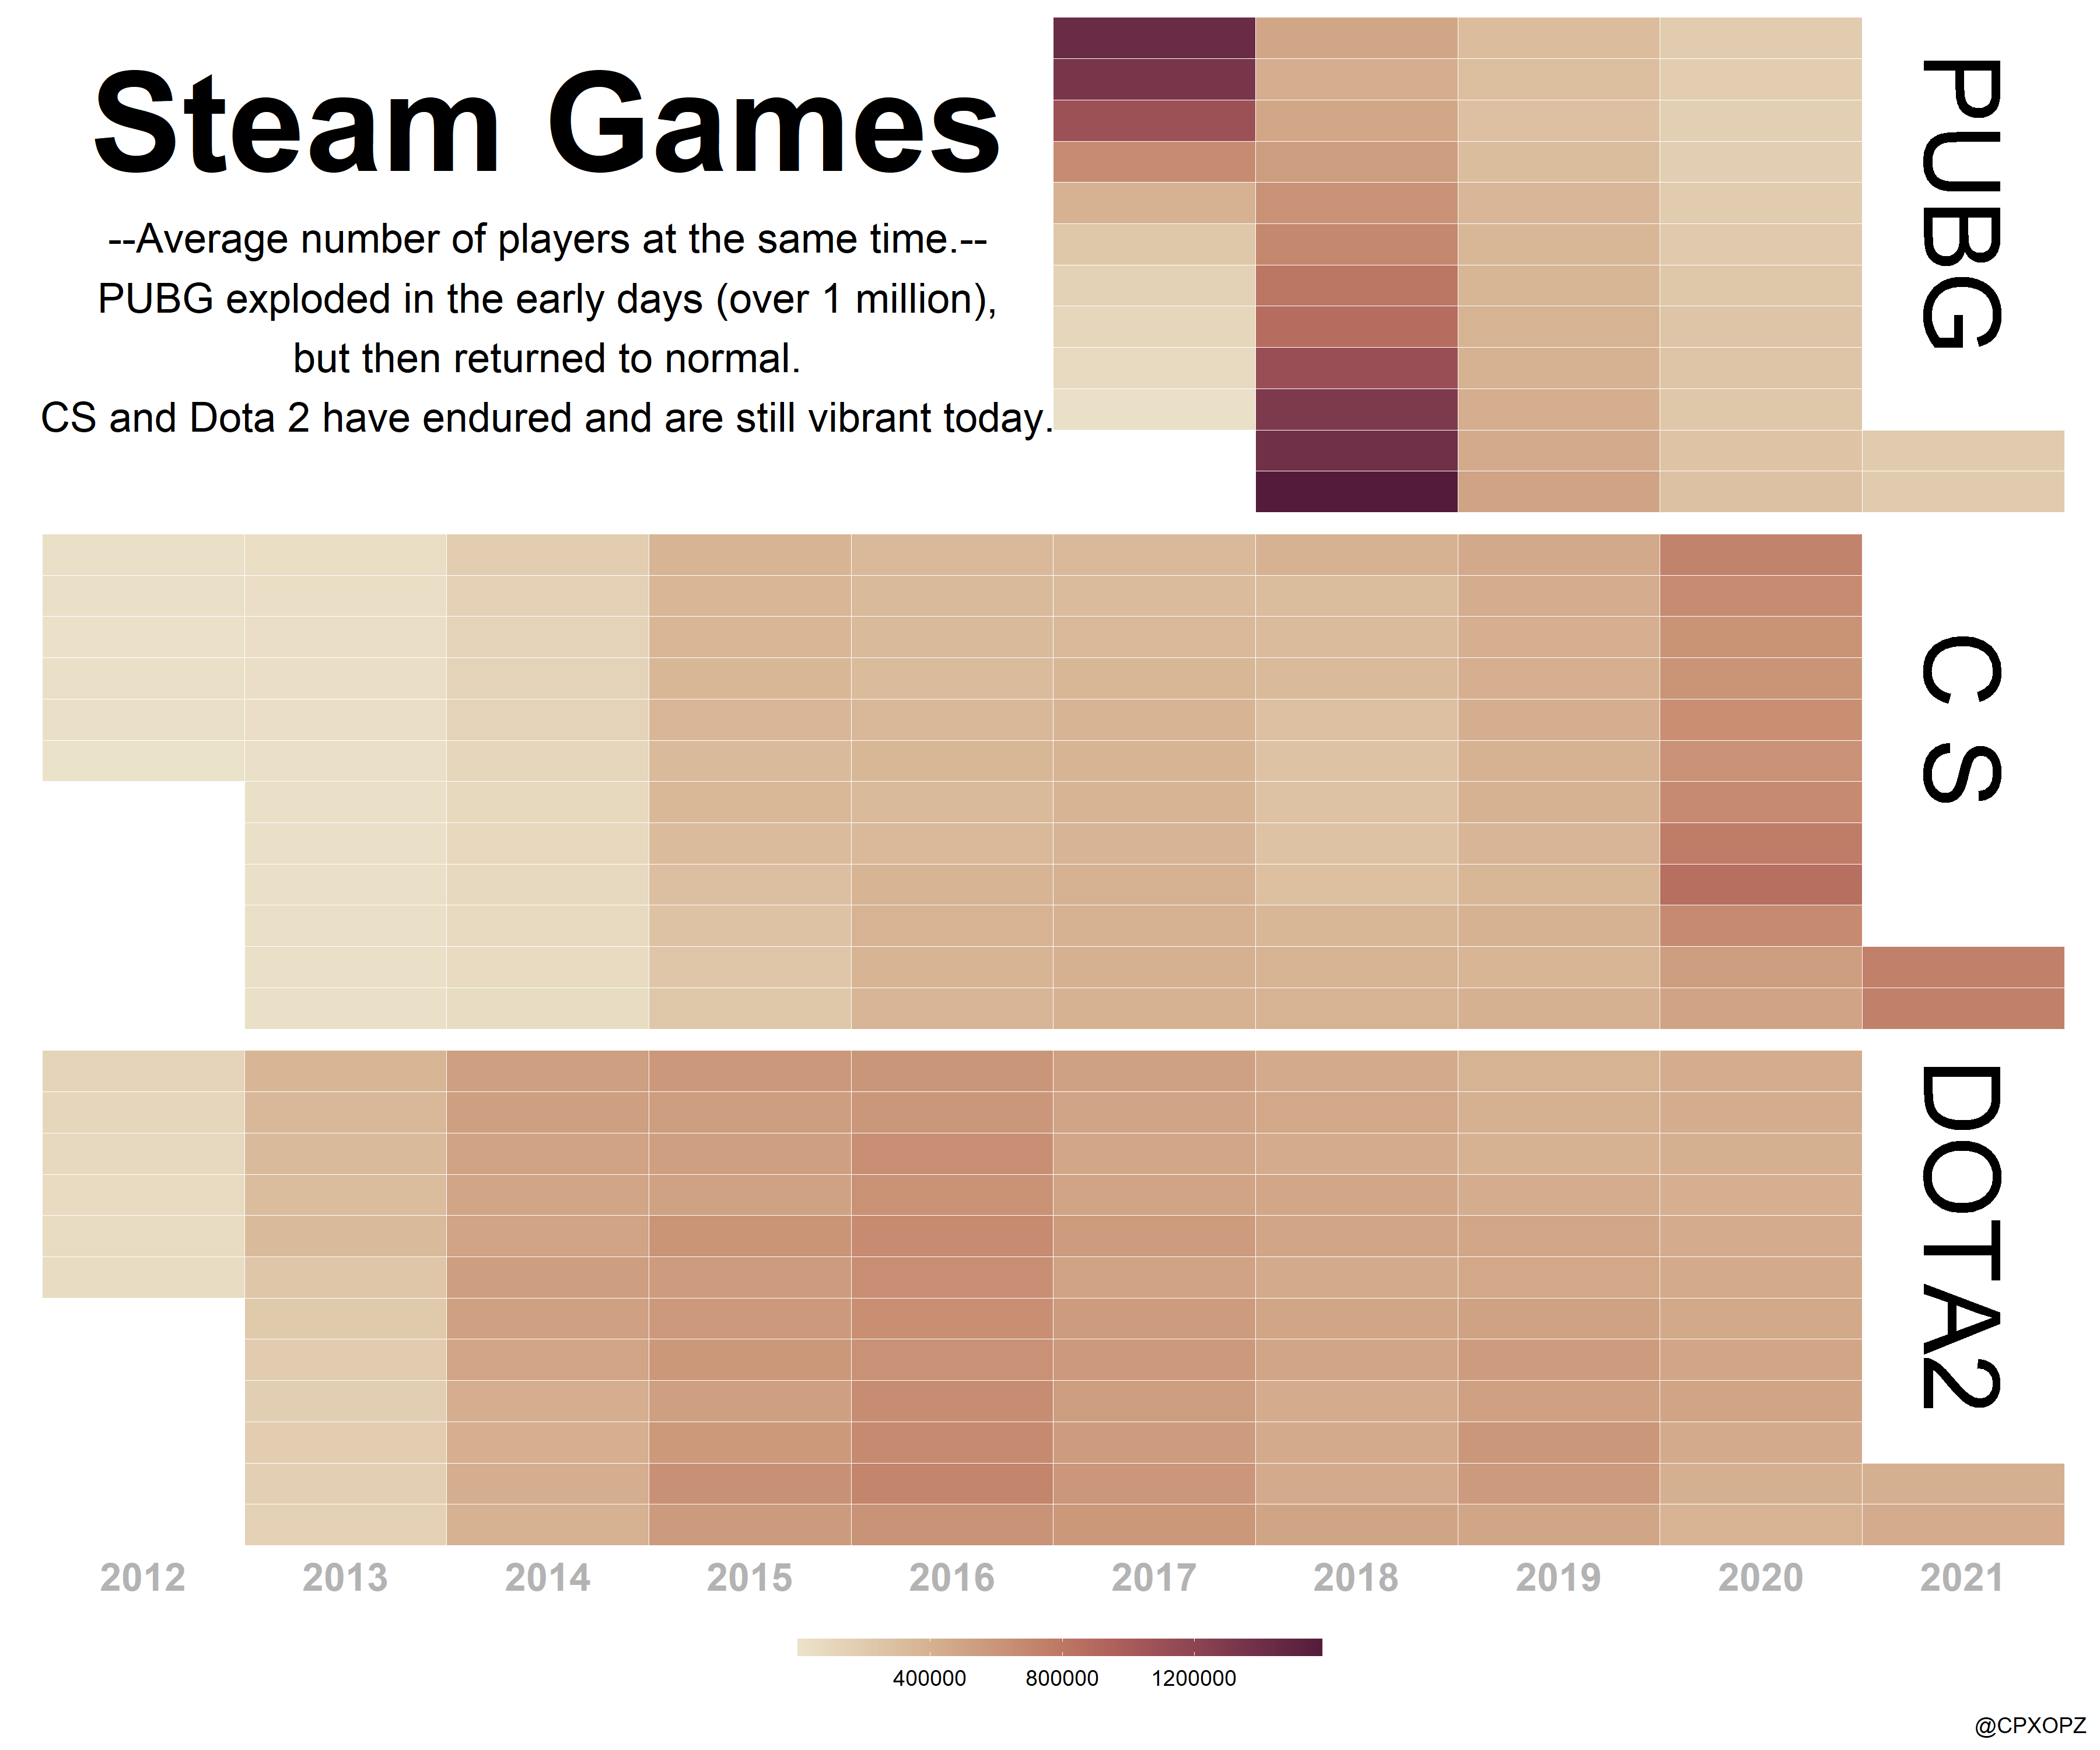 Steam Games
--Average number of players at the same time.--
PUBG exploded in the early days (over 1 million),
but then returned to normal.
CS and Dota 2 have endured and are still vibrant today.
PUBG
C S
DOTA2
2012 2013 2014 2015 2016 2017 2018 2019 2020 2021
400000 800000 1200000
@CPXOPZ